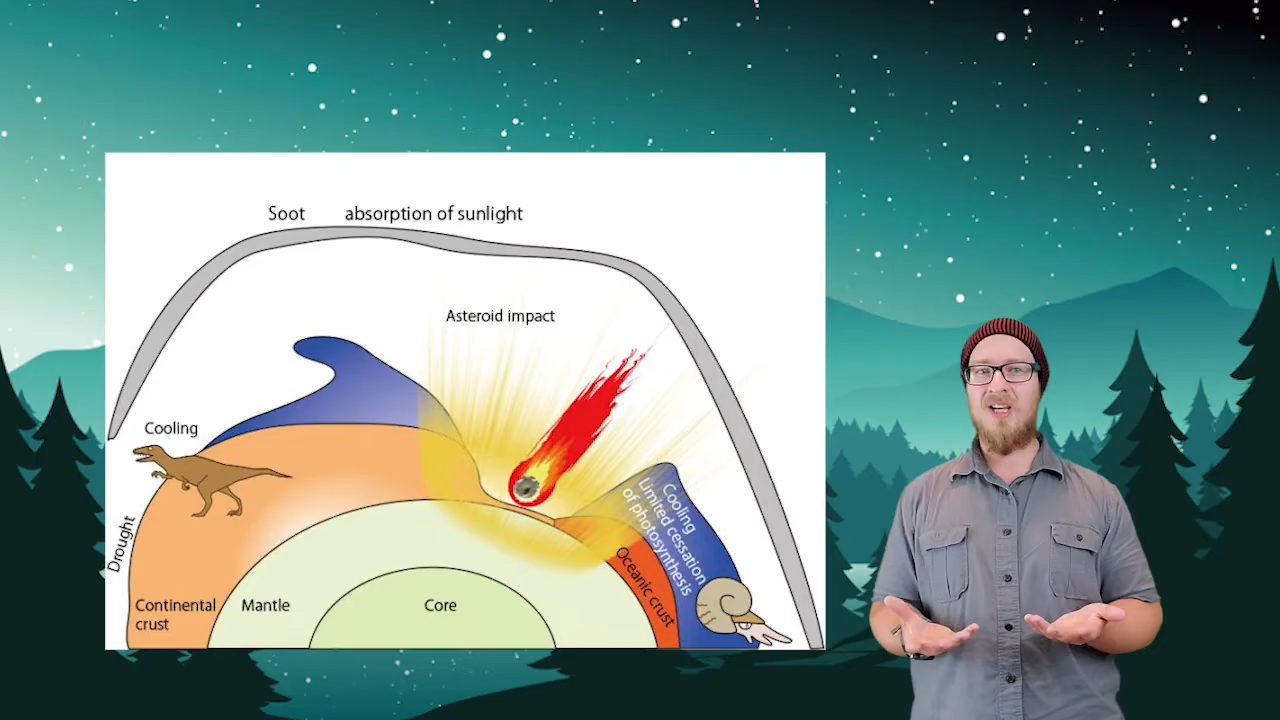 Soot absorption of sunlight
Asteroid impact
Cooling
Drought
Cooling
Limited cessation
of photosynthesis
Oceanic crust
Continental
crust
Mantle
Core